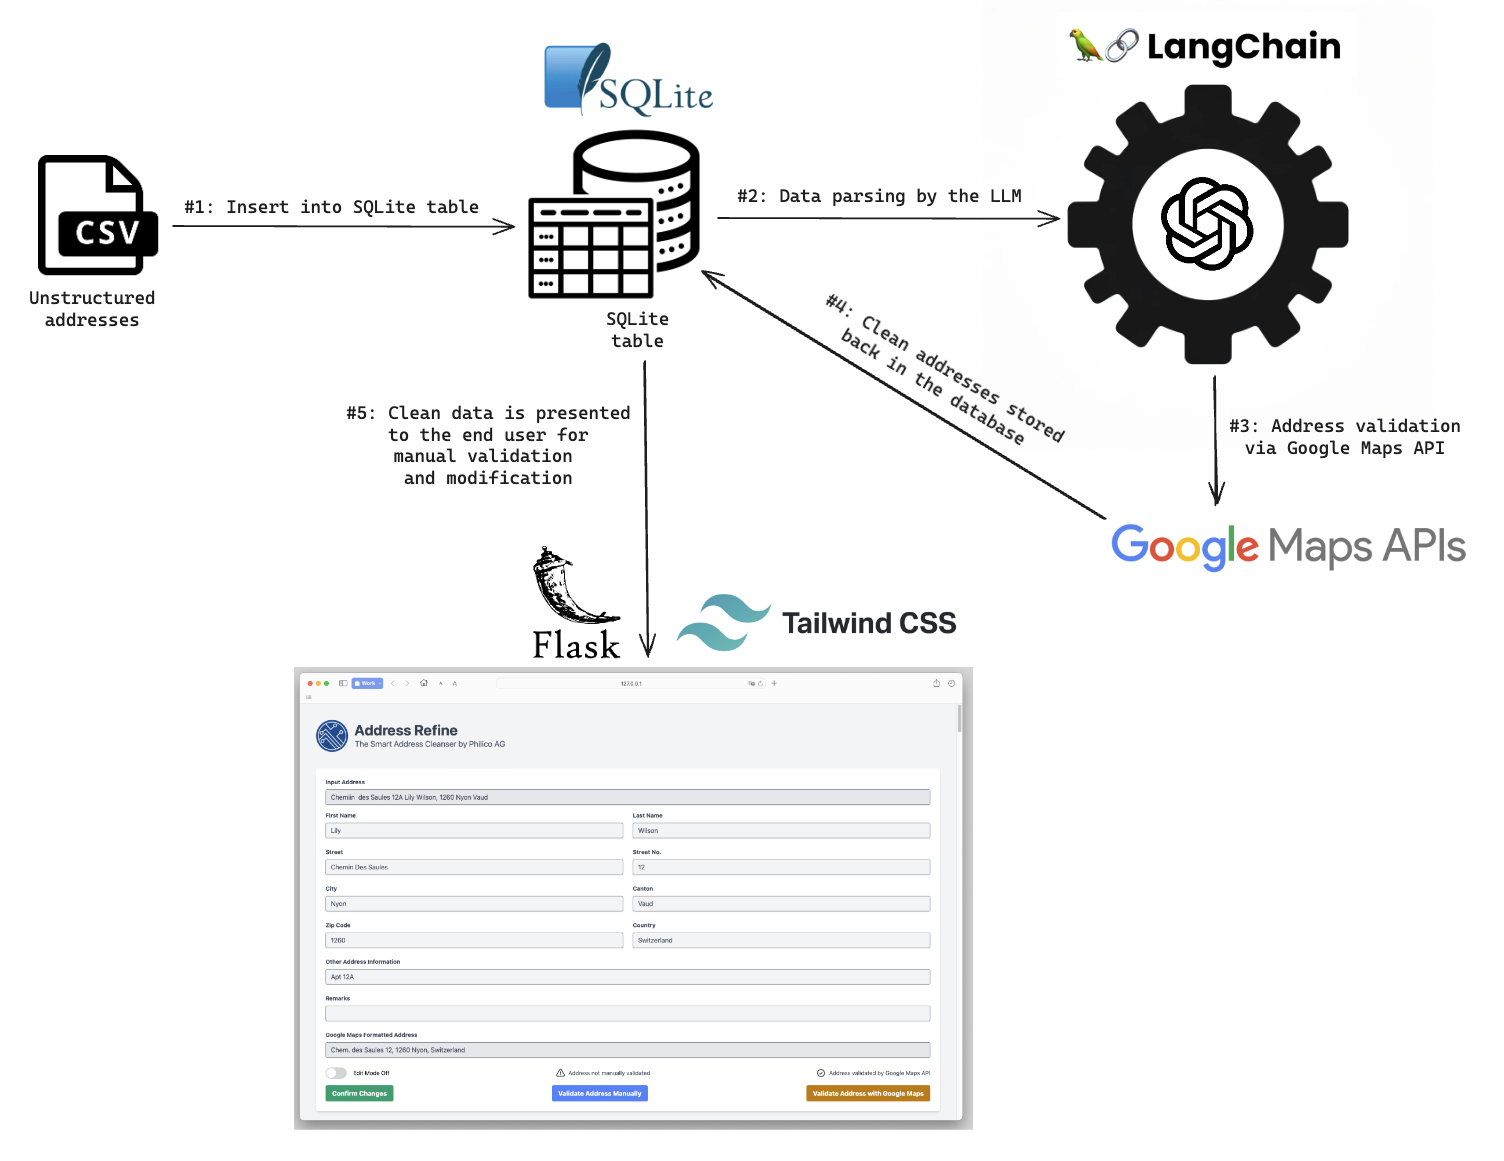 LangChain
SQLite
#1: Insert into SQLite table
#2: Data parsing by the LLM
CSV
Unstructured
addresses
SQLite
table
#4: Clean addresses stored
back in the database
#3: Address validation
via Google Maps API
#5: Clean data is presented
to the end user for
manual validation
and modification
Google Maps APIs
Flask
Tailwind CSS
Work
A
A
127.0.0.1
Address Refine
The Smart Address Cleanser by Philico AG
Input Address
Chemiin  des Saules 12A Lily Wilson, 1260 Nyon Vaud
First Name
Last Name
Lily
Wilson
Street
Street No.
Chemin Des Saules
12
City
Canton
Nyon
Vaud
Zip Code
Country
1260
Switzerland
Other Address Information
Apt 12A
Remarks
Google Maps Formatted Address
Chem. des Saules 12, 1260 Nyon, Switzerland
Edit Mode Off
Address not manually validated
Address validated by Google Maps API
Confirm Changes
Validate Address Manually
Validate Address with Google Maps